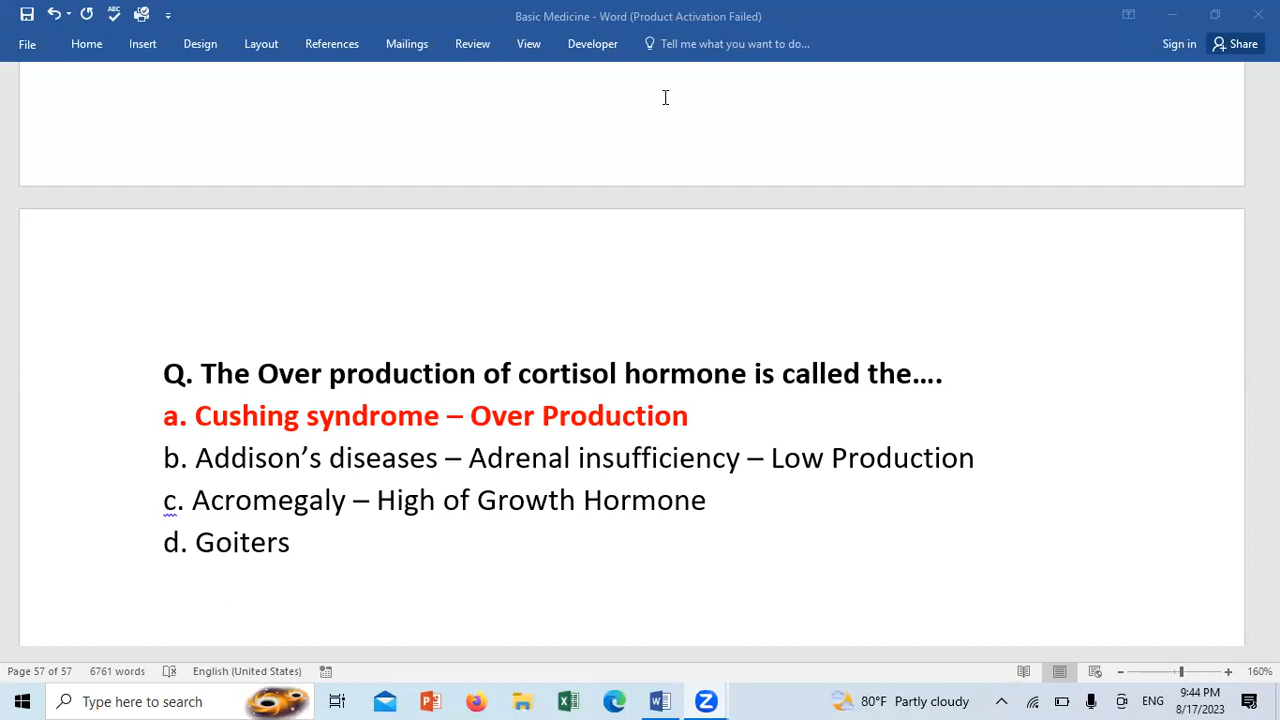 Basic Medicine - Word (Product Activation Failed)
File Home Insert Design Layout References Mailings Review View Developer Tell me what you want to do... Sign in Share
Q. The Over production of cortisol hormone is called the....
a. Cushing syndrome – Over Production
b. Addison's diseases – Adrenal insufficiency – Low Production
c. Acromegaly – High of Growth Hormone
d. Goiters
Page 57 of 57 6761 words English (United States) 160%
Type here to search 80°F Partly cloudy ENG 9:44 PM
8/17/2023